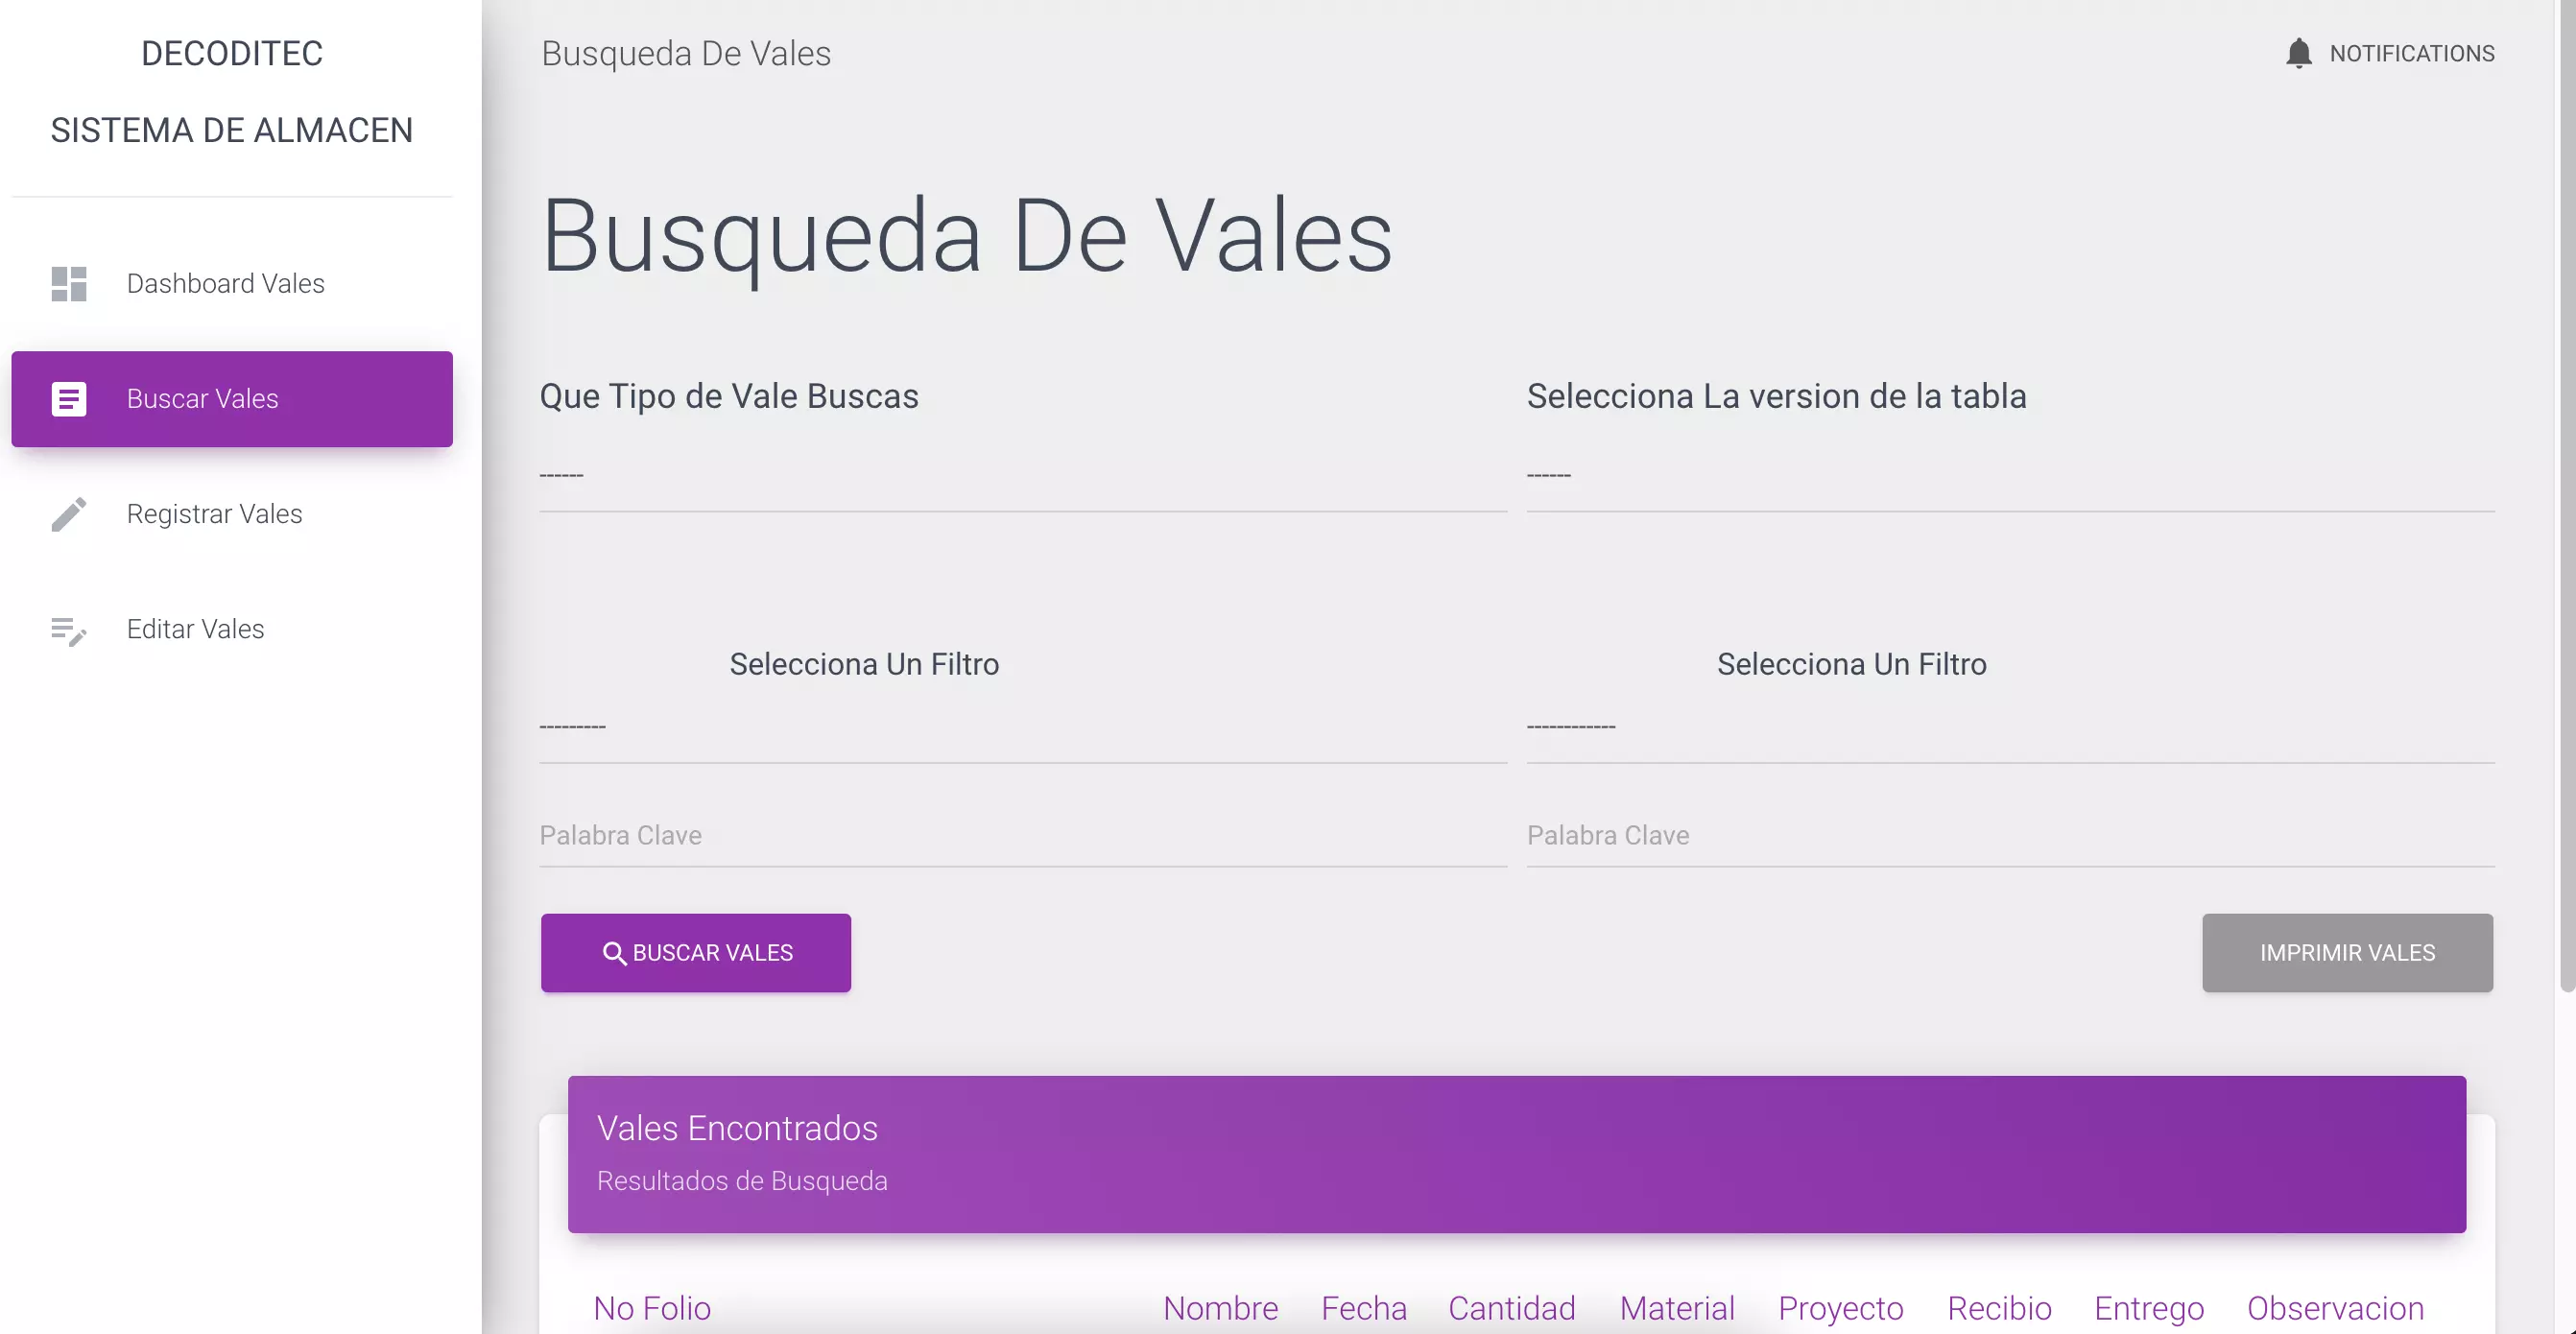 DECODITEC
SISTEMA DE ALMACEN
Dashboard Vales
Buscar Vales
Registrar Vales
Editar Vales
Busqueda De Vales
NOTIFICATIONS
Busqueda De Vales
Que Tipo de Vale Buscas
Selecciona La version de la tabla
------
------
Selecciona Un Filtro
Selecciona Un Filtro
---------
------------
Palabra Clave
Palabra Clave
BUSCAR VALES
IMPRIMIR VALES
Vales Encontrados
Resultados de Busqueda
No Folio Nombre Fecha Cantidad Material Proyecto Recibio Entrego Observacion